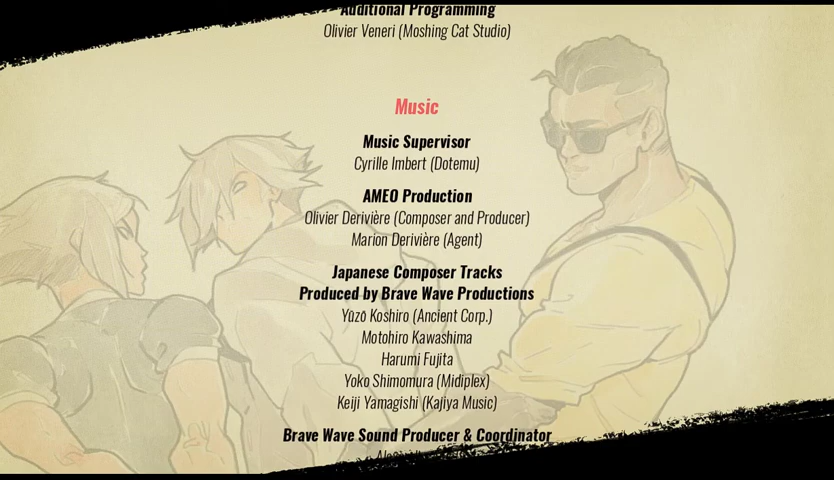 Additional Programming
Olivier Veneri (Moshing Cat Studio)
Music
Music Supervisor
Cyrille Imbert (Dotemu)
AMEO Production
Olivier Derivière (Composer and Producer)
Marion Derivière (Agent)
Japanese Composer Tracks
Produced by Brave Wave Productions
Yūzō Koshiro (Ancient Corp.)
Motohiro Kawashima
Harumi Fujita
Yoko Shimomura (Midiplex)
Keiji Yamagishi (Kajiya Music)
Brave Wave Sound Producer & Coordinator